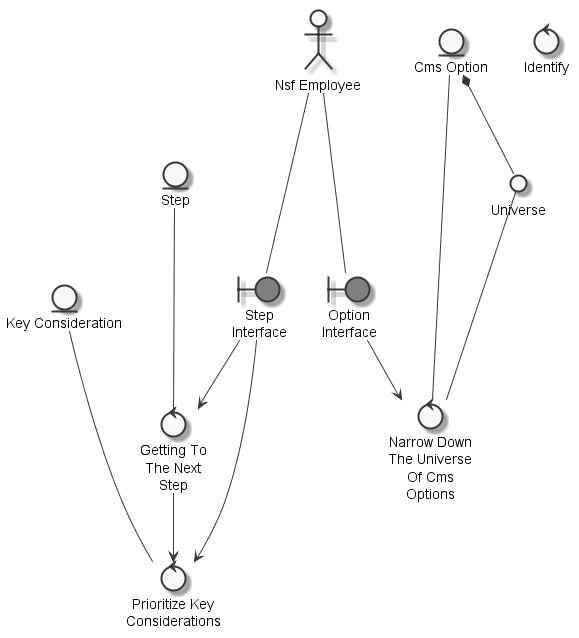 Nsf Employee
Cms Option
Identify
Step
Universe
Key Consideration
Step
Interface
Option
Interface
Getting To
The Next
Step
Narrow Down
The Universe
Of Cms
Options
Prioritize Key
Considerations